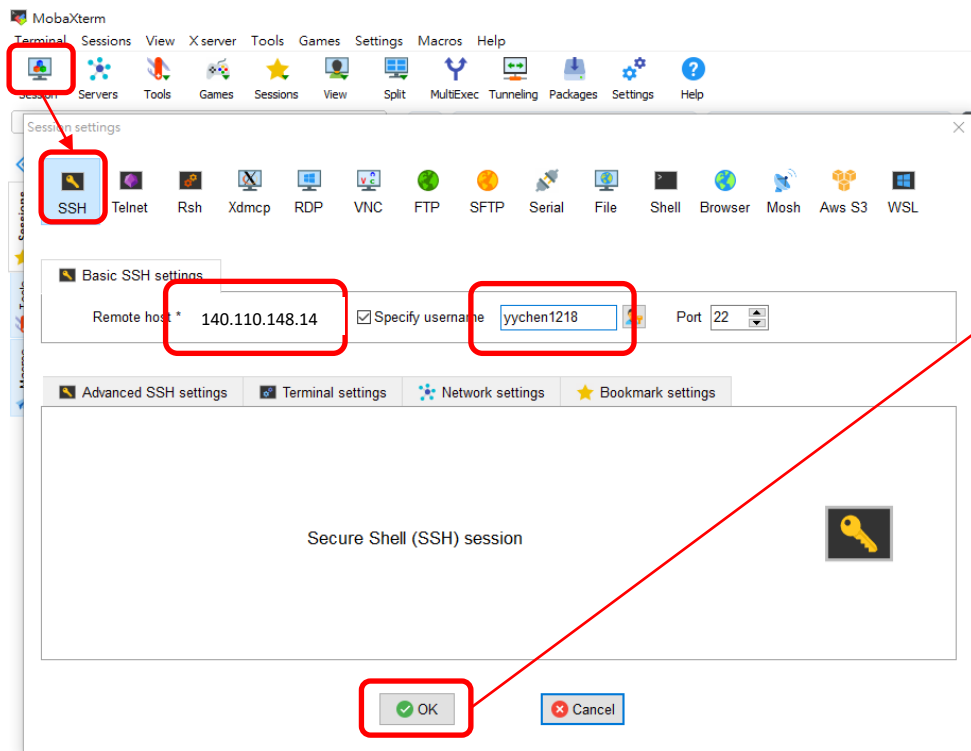 MobaXterm
Terminal Sessions View X server Tools Games Settings Macros Help
Session Servers Tools Games Sessions View Split MultiExec Tunneling Packages Settings Help
Session settings
Sessions
SSH Telnet Rsh Xdmcp RDP VNC FTP SFTP Serial File Shell Browser Mosh Aws S3 WSL
Basic SSH settings
Remote host * 140.110.148.14 Specify username yychen1218 Port 22
Advanced SSH settings Terminal settings Network settings Bookmark settings
Secure Shell (SSH) session
OK Cancel